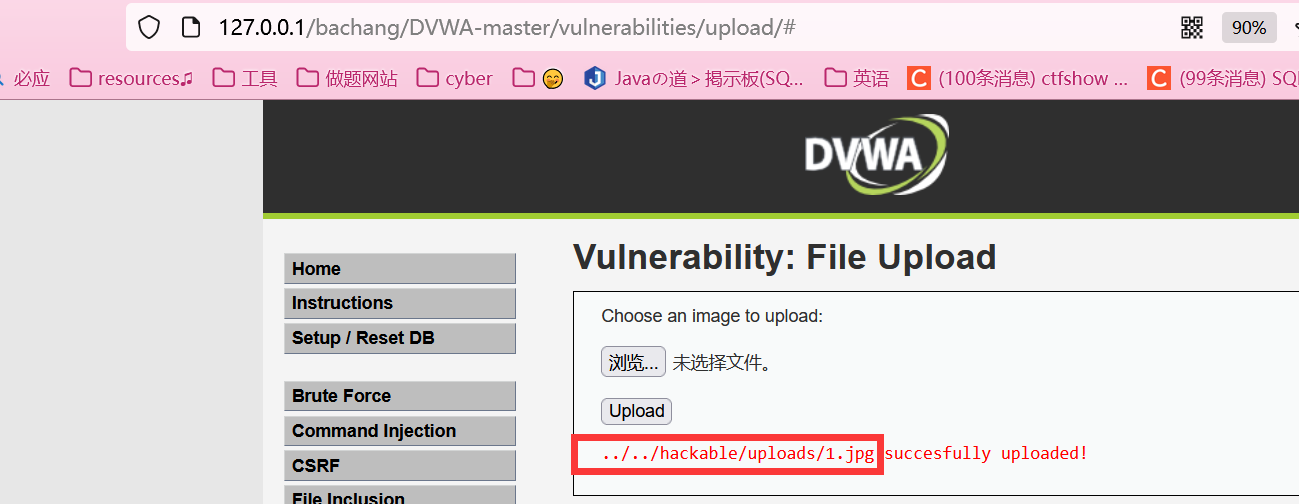 127.0.0.1/bachang/DVWA-master/vulnerabilities/upload/#
90%
必应 resources♫ 工具 做题网站 cyber Javaの道>掲示板(SQ... 英语 (100条消息) ctfshow ... (99条消息) SQ
DVWA
Vulnerability: File Upload
Home
Instructions
Setup / Reset DB
Brute Force
Command Injection
CSRF
File Inclusion
Choose an image to upload:
浏览... 未选择文件。
Upload
../../hackable/uploads/1.jpg succesfully uploaded!